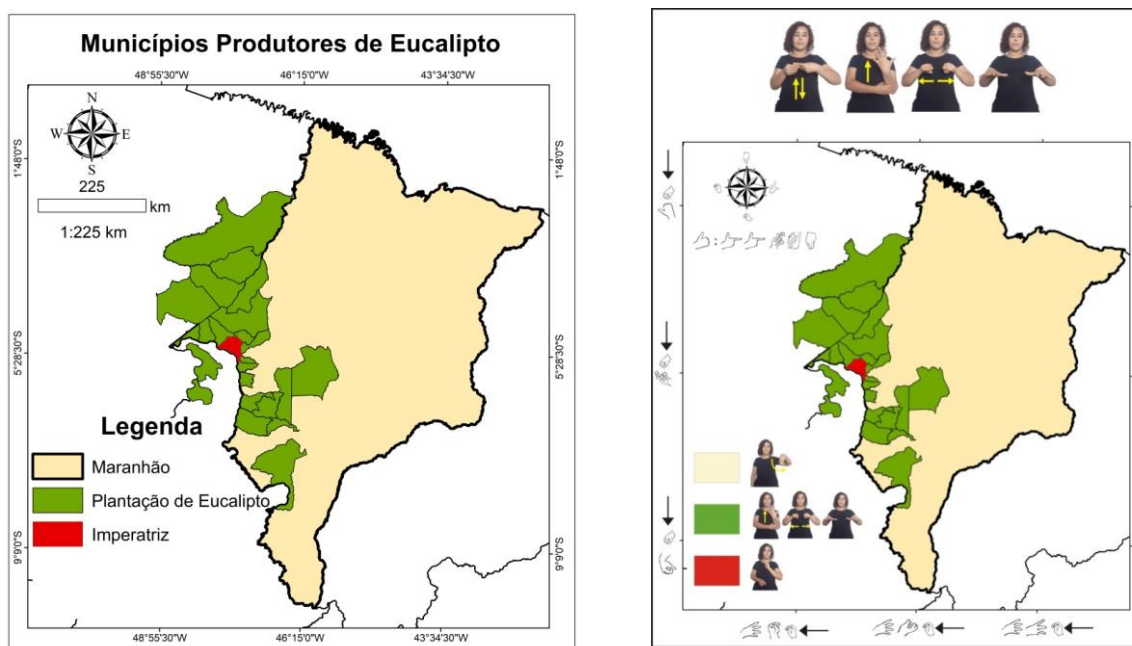 Municípios Produtores de Eucalipto
48°55'30"W 46°15'0"W 43°34'30"W
N
W E
S
225
km
1:225 km
1°48'0"S 1°48'0"S
5°28'30"S 5°28'30"S
9°9'0"S 9°9'0"S
Legenda
Maranhão
Plantação de Eucalipto
Imperatriz
48°55'30"W 46°15'0"W 43°34'30"W